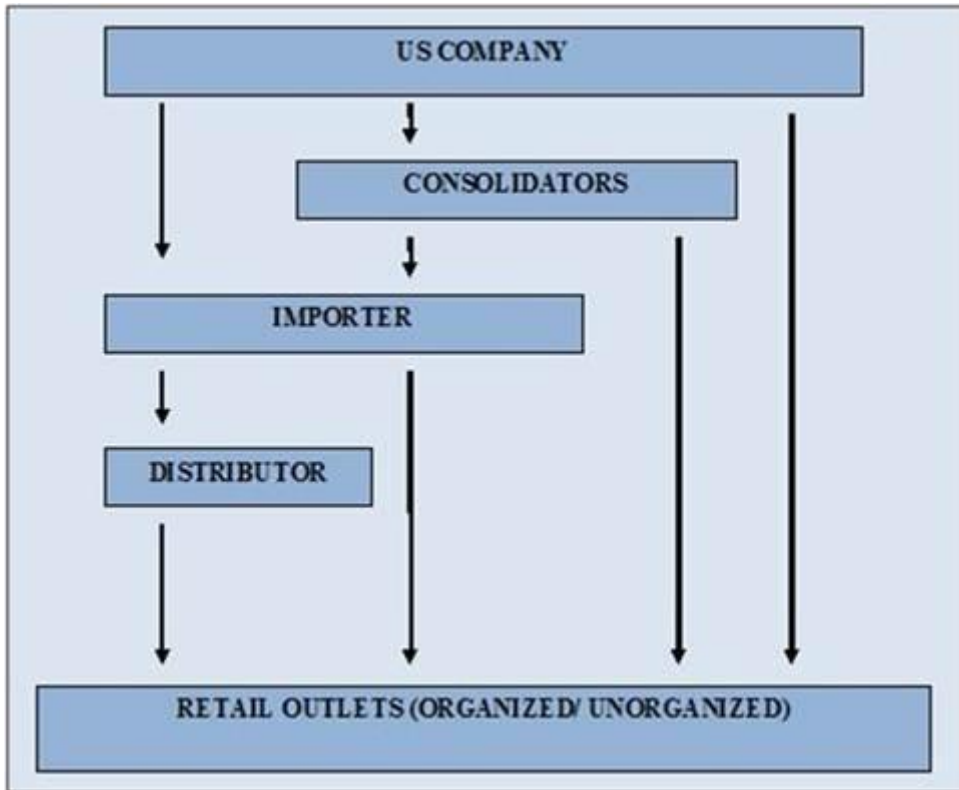 US COMPANY
CONSOLIDATORS
IMPORTER
DISTRIBUTOR
RETAIL OUTLETS (ORGANIZED/ UNORGANIZED)